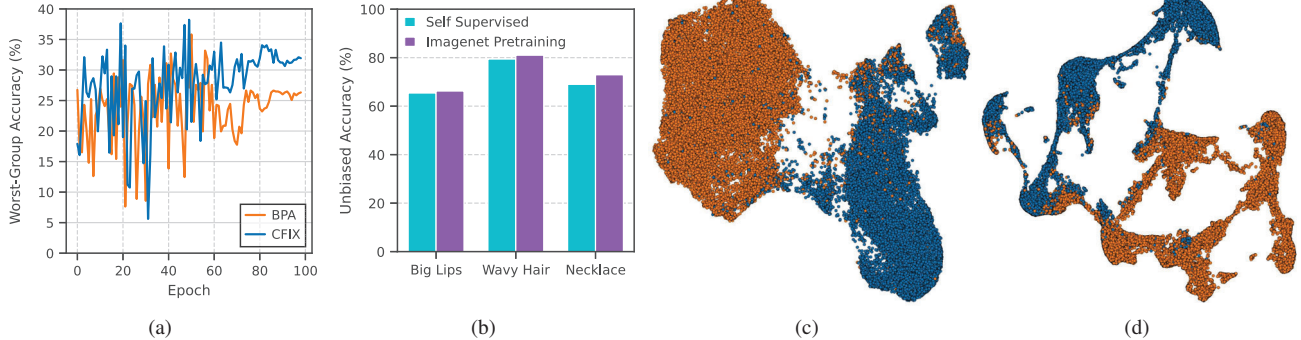 Worst-Group Accuracy (%)
40
35
30
25
20
15
10
5
0
0 20 40 60 80 100
Epoch
BPA
CFIX
(a)
Unbiased Accuracy (%)
100
80
60
40
20
0
Self Supervised
Imagenet Pretraining
Big Lips Wavy Hair Necklace
(b)
(c)
(d)